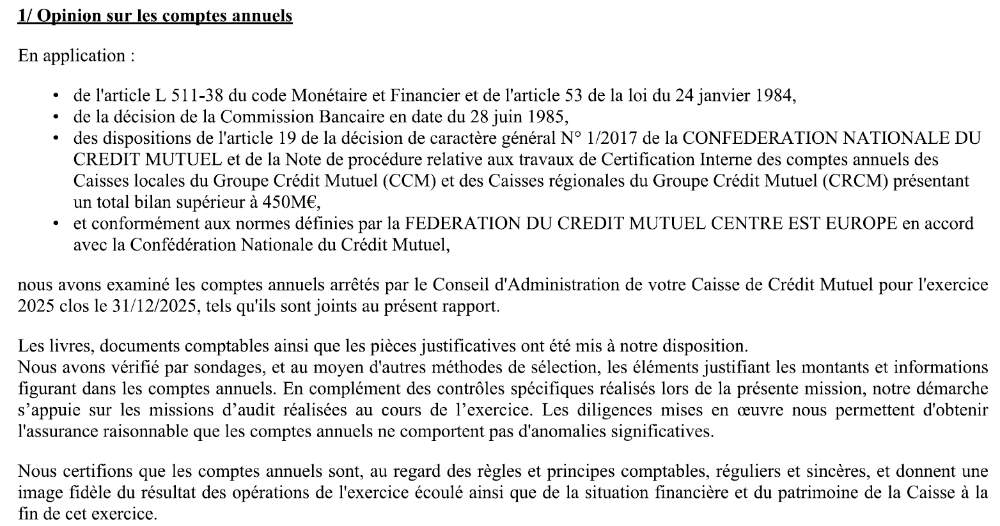 1/ Opinion sur les comptes annuels
En application :
• de l'article L 511-38 du code Monétaire et Financier et de l'article 53 de la loi du 24 janvier 1984,
• de la décision de la Commission Bancaire en date du 28 juin 1985,
• des dispositions de l'article 19 de la décision de caractère général N° 1/2017 de la CONFEDERATION NATIONALE DU
CREDIT MUTUEL et de la Note de procédure relative aux travaux de Certification Interne des comptes annuels des
Caisses locales du Groupe Crédit Mutuel (CCM) et des Caisses régionales du Groupe Crédit Mutuel (CRCM) présentant
un total bilan supérieur à 450M€,
• et conformément aux normes définies par la FEDERATION DU CREDIT MUTUEL CENTRE EST EUROPE en accord
avec la Confédération Nationale du Crédit Mutuel,
nous avons examiné les comptes annuels arrêtés par le Conseil d'Administration de votre Caisse de Crédit Mutuel pour l'exercice
2025 clos le 31/12/2025, tels qu'ils sont joints au présent rapport.
Les livres, documents comptables ainsi que les pièces justificatives ont été mis à notre disposition.
Nous avons vérifié par sondages, et au moyen d'autres méthodes de sélection, les éléments justifiant les montants et informations
figurant dans les comptes annuels. En complément des contrôles spécifiques réalisés lors de la présente mission, notre démarche
s’appuie sur les missions d’audit réalisées au cours de l’exercice. Les diligences mises en œuvre nous permettent d'obtenir
l'assurance raisonnable que les comptes annuels ne comportent pas d'anomalies significatives.
Nous certifions que les comptes annuels sont, au regard des règles et principes comptables, réguliers et sincères, et donnent une
image fidèle du résultat des opérations de l'exercice écoulé ainsi que de la situation financière et du patrimoine de la Caisse à la
fin de cet exercice.